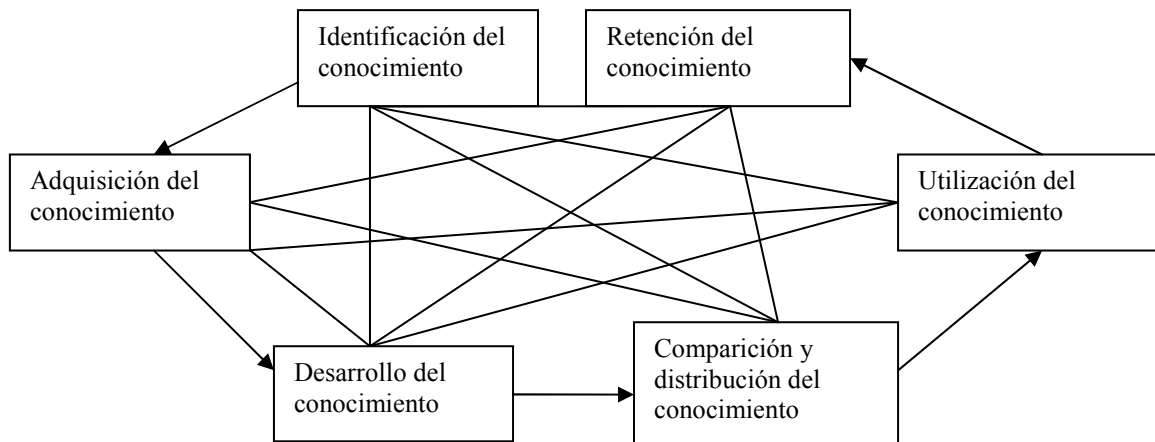 Identificación del
conocimiento
Retención del
conocimiento
Adquisición del
conocimiento
Utilización del
conocimiento
Desarrollo del
conocimiento
Comparición y
distribución del
conocimiento